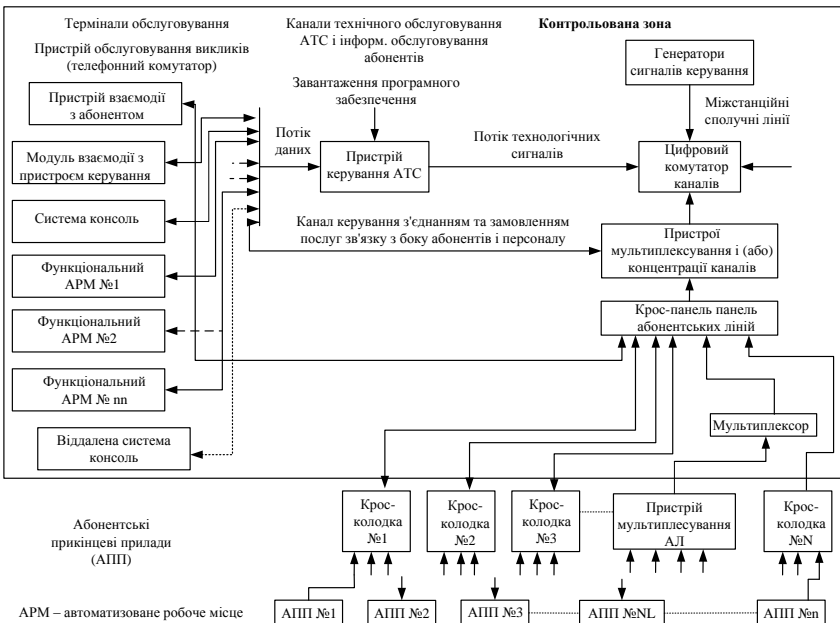 Термінали обслуговування
Канали технічного обслуговування
АТС і інформ. обслуговування
абонентів
Контрольована зона
Пристрій обслуговування викликів
(телефонний комутатор)
Генератори
сигналів керування
Завантаження програмного
забезпечення
Пристрій взаємодії
з абонентом
Міжстанційні
сполучні лінії
Потік
даних
Потік технологічних
сигналів
Модуль взаємодії з
пристроєм керування
Пристрій
керування АТС
Цифровий
комутатор
каналів
Система консоль
Канал керування з'єднанням та замовленням
послуг зв'язку з боку абонентів і персоналу
Пристрої
мультиплексування і (або)
концентрації каналів
Функціональний
АРМ №1
Крос-панель панель
абонентських ліній
Функціональний
АРМ №2
Функціональний
АРМ № nn
Мультиплексор
Віддалена система
консоль
Абонентські
прикінцеві прилади
(АПП)
Крос-
колодка
№1
Крос-
колодка
№2
Крос-
колодка
№3
Пристрій
мультиплесування
АЛ
Крос-
колодка
№N
АРМ – автоматизоване робоче місце
АПП №1
АПП №2
АПП №3
АПП №NL
АПП №n